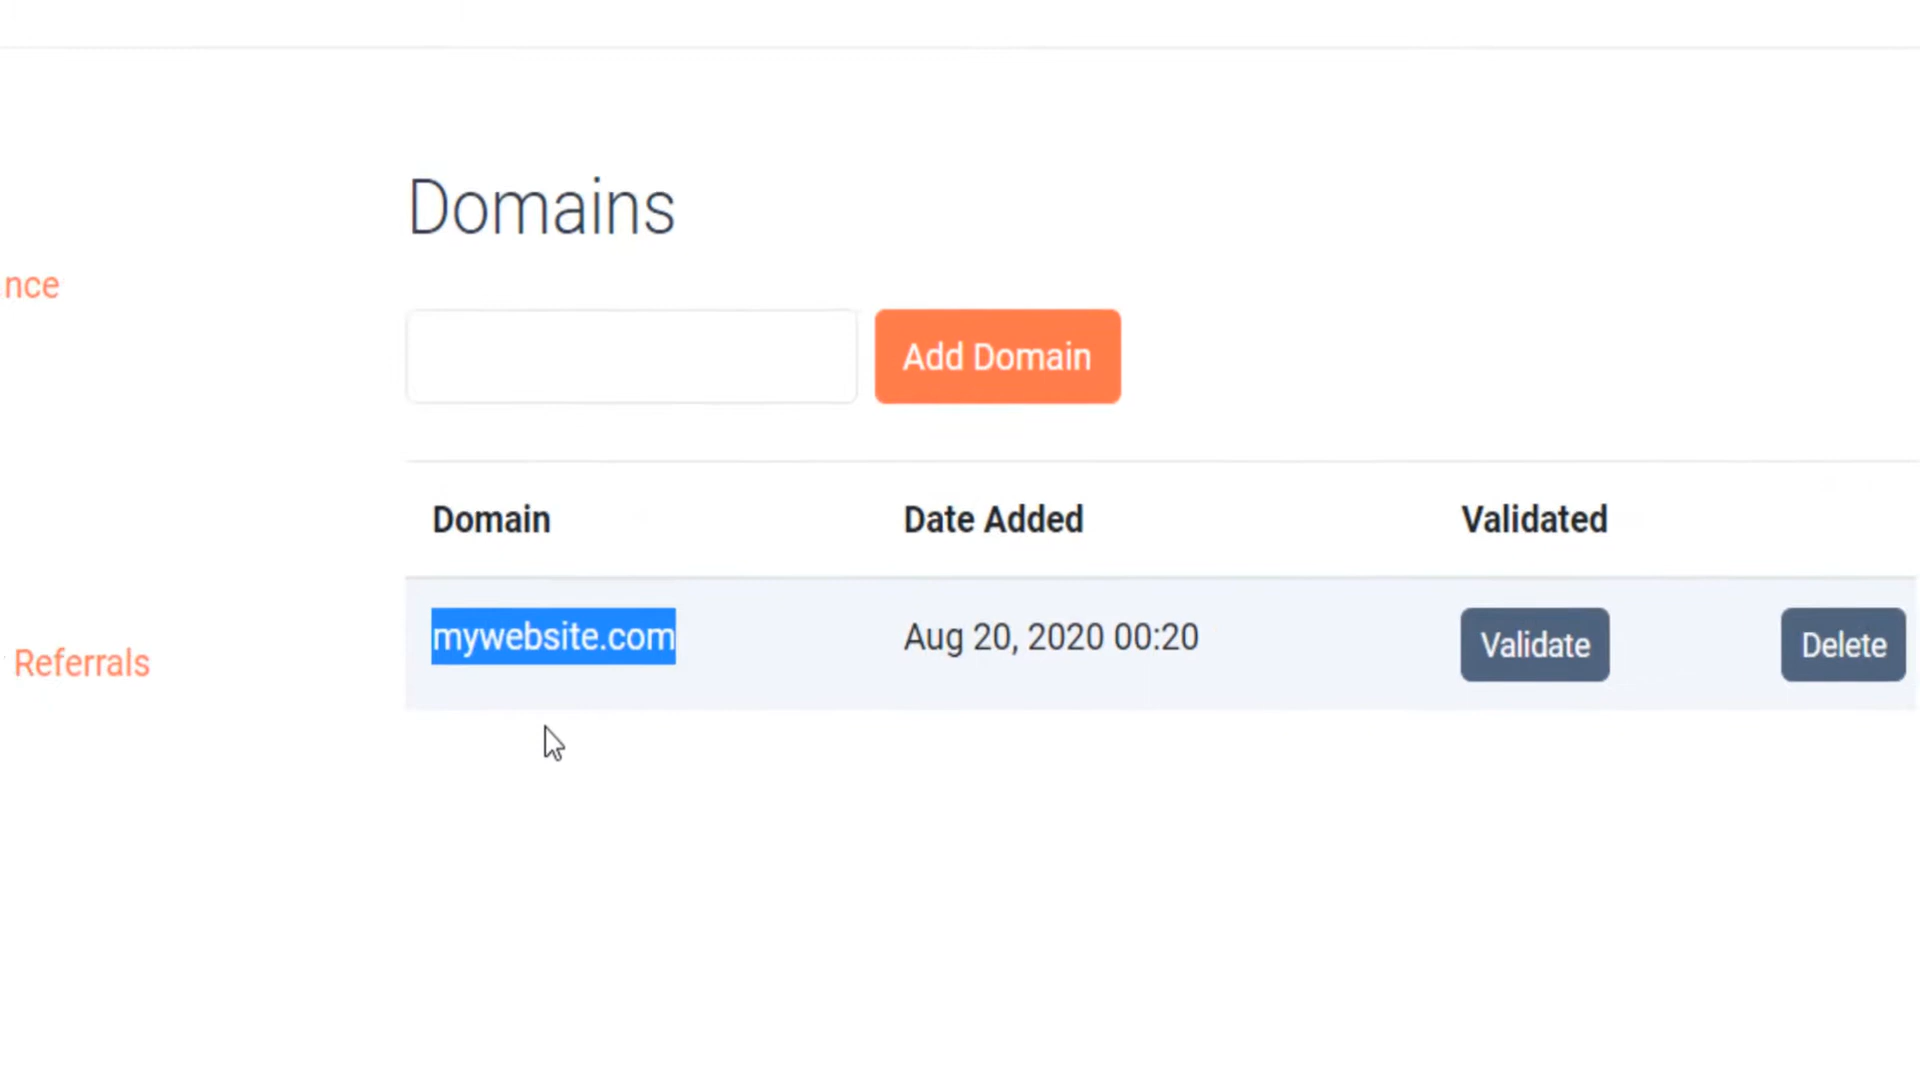 Domains
nce
Add Domain
Domain Date Added Validated
mywebsite.com Aug 20, 2020 00:20 Validate Delete
Referrals